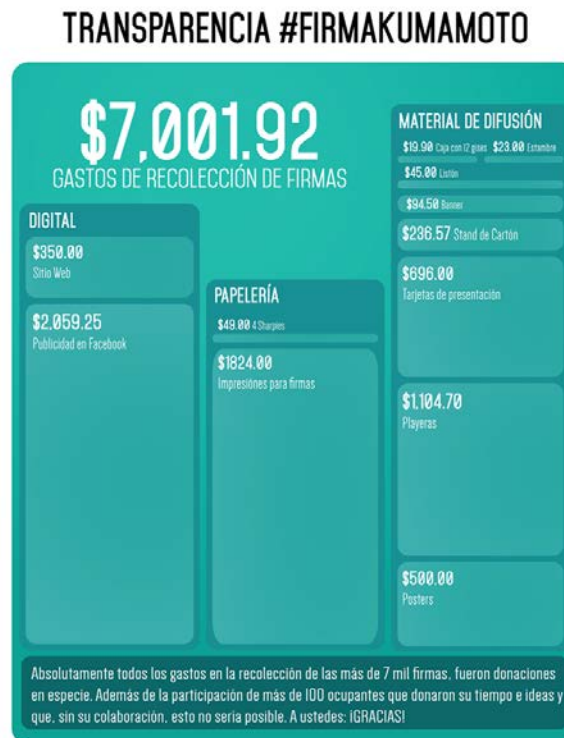 TRANSPARENCIA #FIRMAKUMAMOTO
$7,001.92
GASTOS DE RECOLECCIÓN DE FIRMAS
DIGITAL
$350.00
Sitio Web
$2,059.25
Publicidad en Facebook
PAPELERÍA
$49.00 4 Sharpies
$1824.00
Impresiónes para firmas
MATERIAL DE DIFUSIÓN
$19.90 Caja con 12 gises $23.00 Estambre
$45.00 Listón
$94.50 Banner
$236.57 Stand de Cartón
$696.00
Tarjetas de presentación
$1,104.70
Playeras
$500.00
Posters
Absolutamente todos los gastos en la recolección de las más de 7 mil firmas, fueron donaciones
en especie. Además de la participación de más de 100 ocupantes que donaron su tiempo e ideas y
que, sin su colaboración, esto no sería posible. A ustedes: ¡GRACIAS!